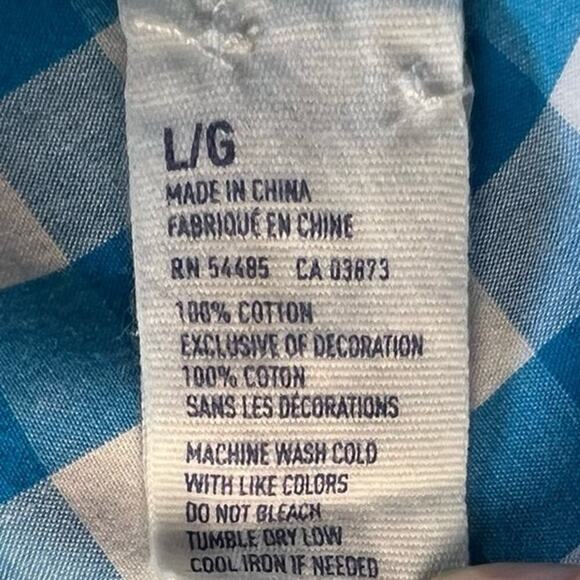 L/G
MADE IN CHINA
FABRIQUÉ EN CHINE
RN 54485 CA 03873
100% COTTON
EXCLUSIVE OF DECORATION
100% COTON
SANS LES DÉCORATIONS
MACHINE WASH COLD
WITH LIKE COLORS
DO NOT BLEACH
TUMBLE DRY LOW
COOL IRON IF NEEDED